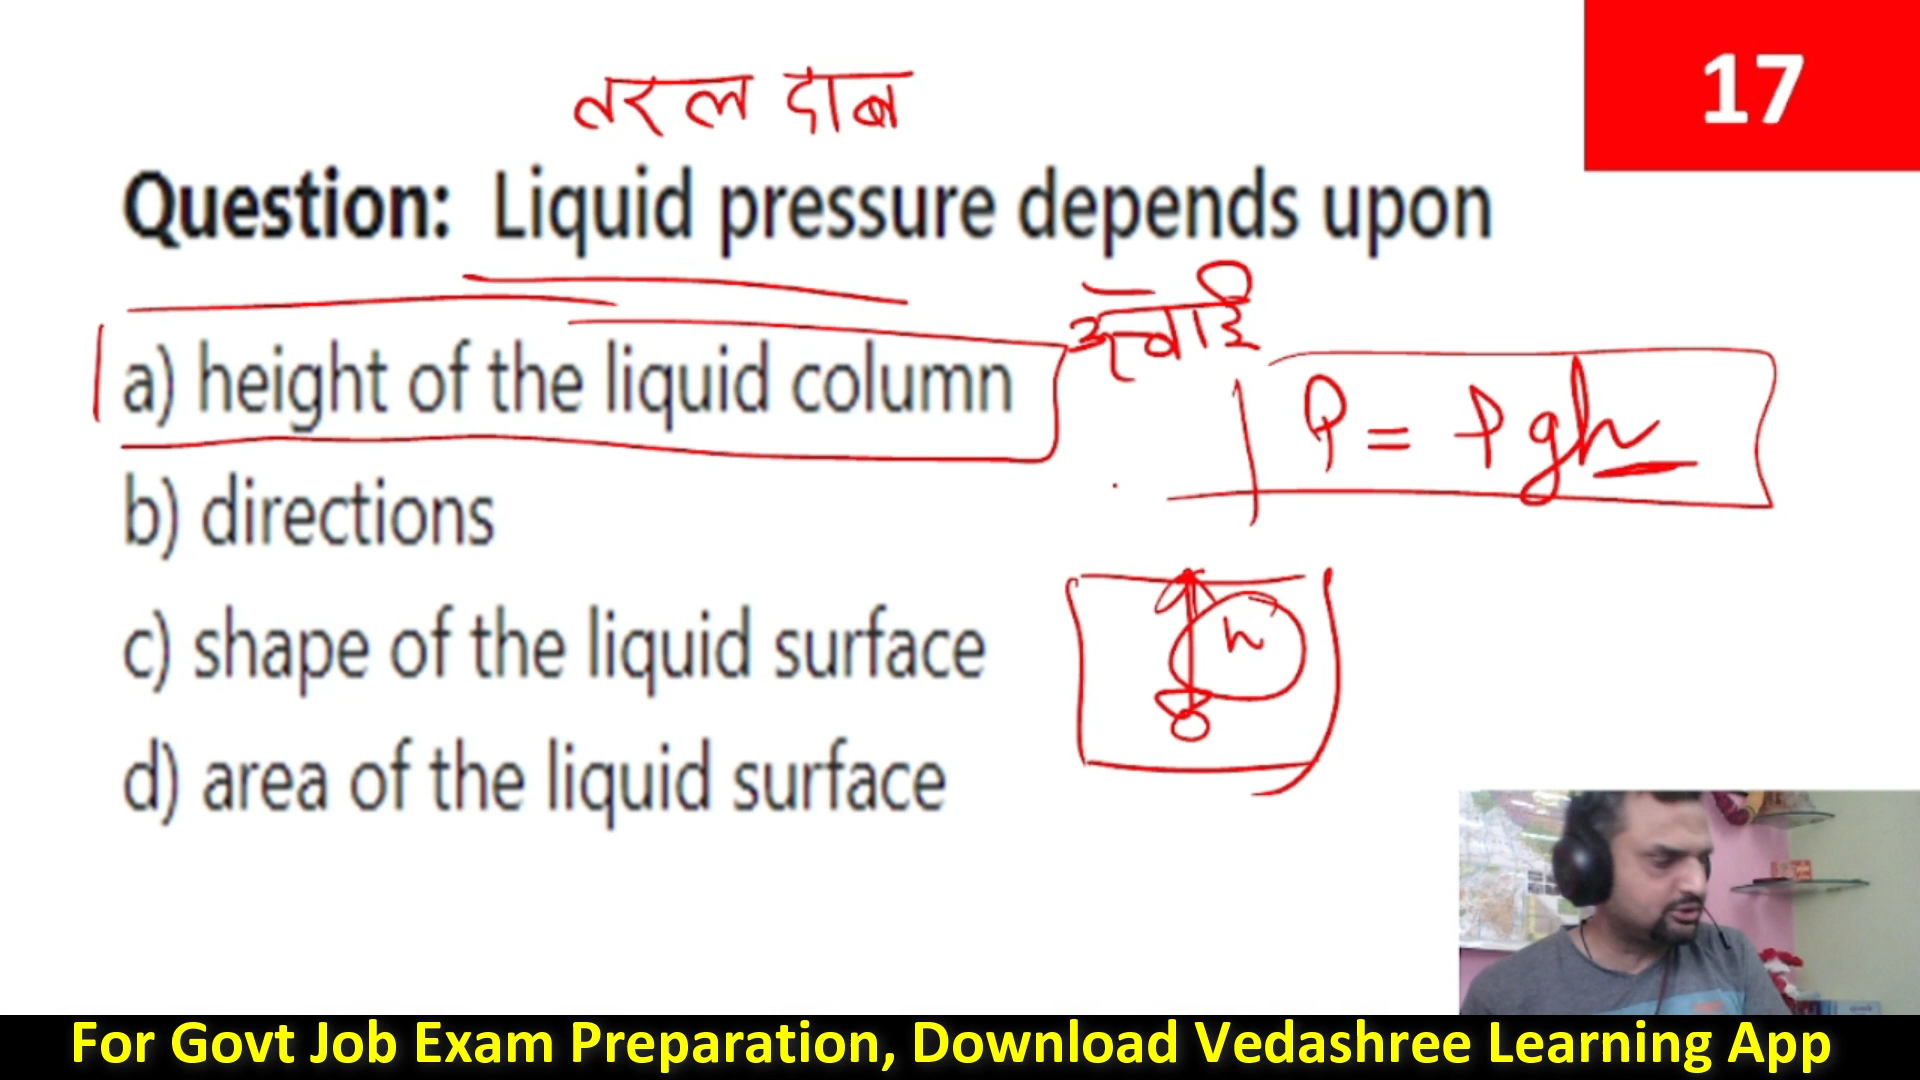 17
तरल दाब
Question: Liquid pressure depends upon
ऊँचाई
a) height of the liquid column
P = ρgh
b) directions
c) shape of the liquid surface
h
d) area of the liquid surface
For Govt Job Exam Preparation, Download Vedashree Learning App